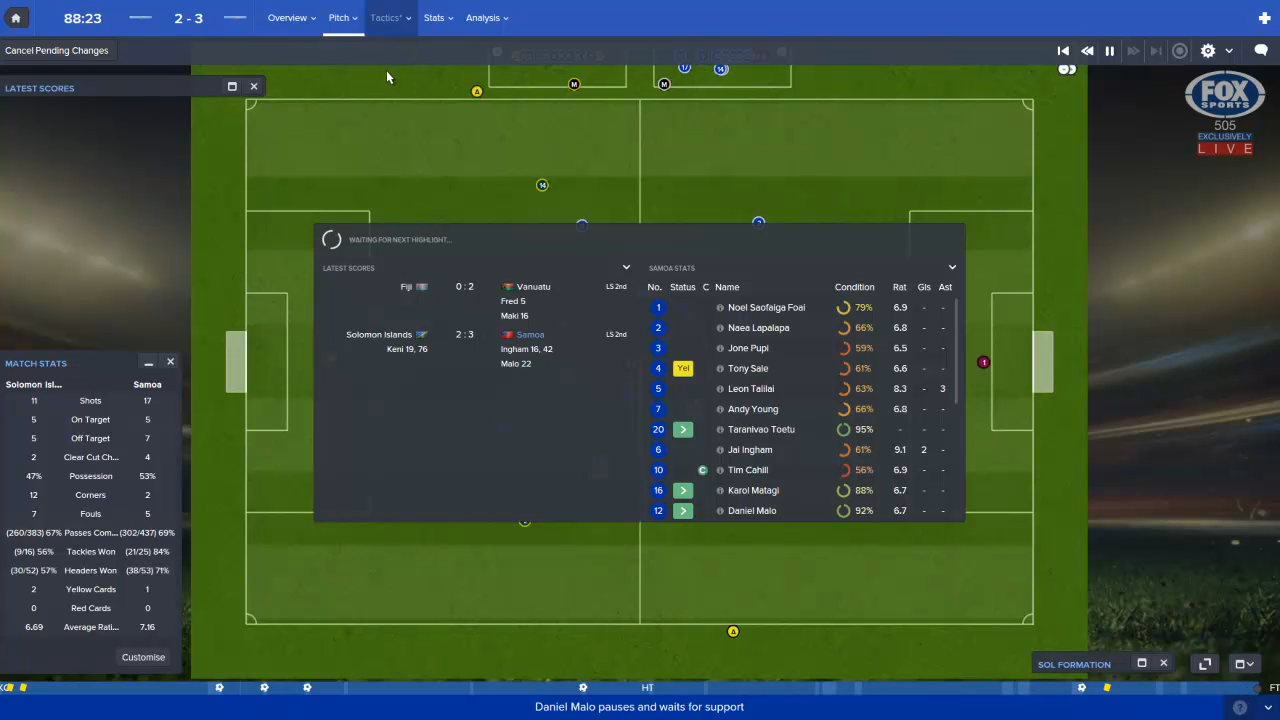 88:23
2 - 3
Overview
Pitch
Tactics*
Stats
Analysis
Cancel Pending Changes
LATEST SCORES
FOX
SPORTS
505
EXCLUSIVELY
LIVE
17
14
M
M
A
14
WAITING FOR NEXT HIGHLIGHT...
LATEST SCORES
Fiji 0 : 2 Vanuatu LS 2nd
Fred 5
Maki 16
Solomon Islands 2 : 3 Samoa LS 2nd
Keni 19, 76 Ingham 16, 42
Malo 22
SAMOA STATS
No. Status C Name Condition Rat Gls Ast
1 Noel Saofaiga Foai 79% 6.9 - -
2 Naea Lapalapa 66% 6.8 - -
3 Jone Pupi 59% 6.5 - -
4 Yel Tony Sale 61% 6.6 - -
5 Leon Talilai 63% 8.3 - 3
7 Andy Young 66% 6.8 - -
20 Taranivao Toetu 95% - - -
6 Jai Ingham 61% 9.1 2 -
10 C Tim Cahill 56% 6.9 - -
16 Karol Matagi 88% 6.7 - -
12 Daniel Malo 92% 6.7 - -
1
A
MATCH STATS
Solomon Isl... Samoa
11 Shots 17
5 On Target 5
5 Off Target 7
2 Clear Cut Ch... 4
47% Possession 53%
12 Corners 2
7 Fouls 5
(260/383) 67% Passes Com... (302/437) 69%
(9/16) 56% Tackles Won (21/25) 84%
(30/52) 57% Headers Won (38/53) 71%
2 Yellow Cards 1
0 Red Cards 0
6.69 Average Rati... 7.16
Customise
SOL FORMATION
HT
FT
Daniel Malo pauses and waits for support